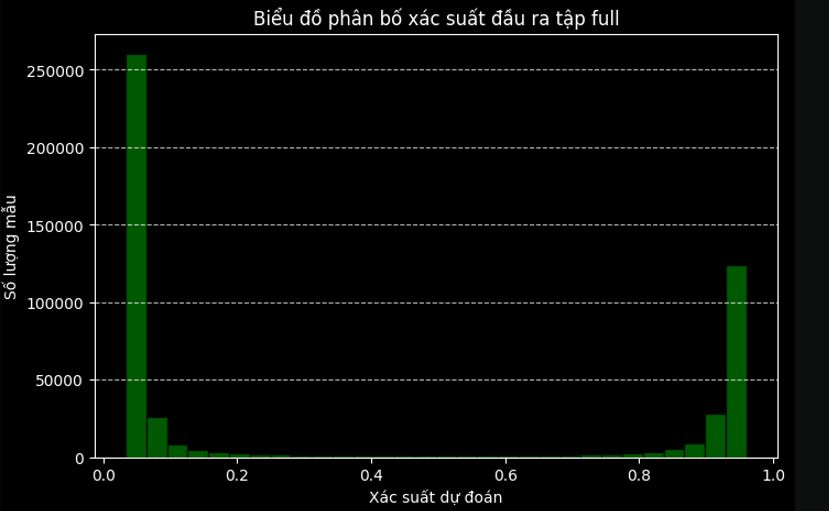 Biểu đồ phân bố xác suất đầu ra tập full
250000
200000
150000
100000
50000
0
Số lượng mẫu
0.0 0.2 0.4 0.6 0.8 1.0
Xác suất dự đoán